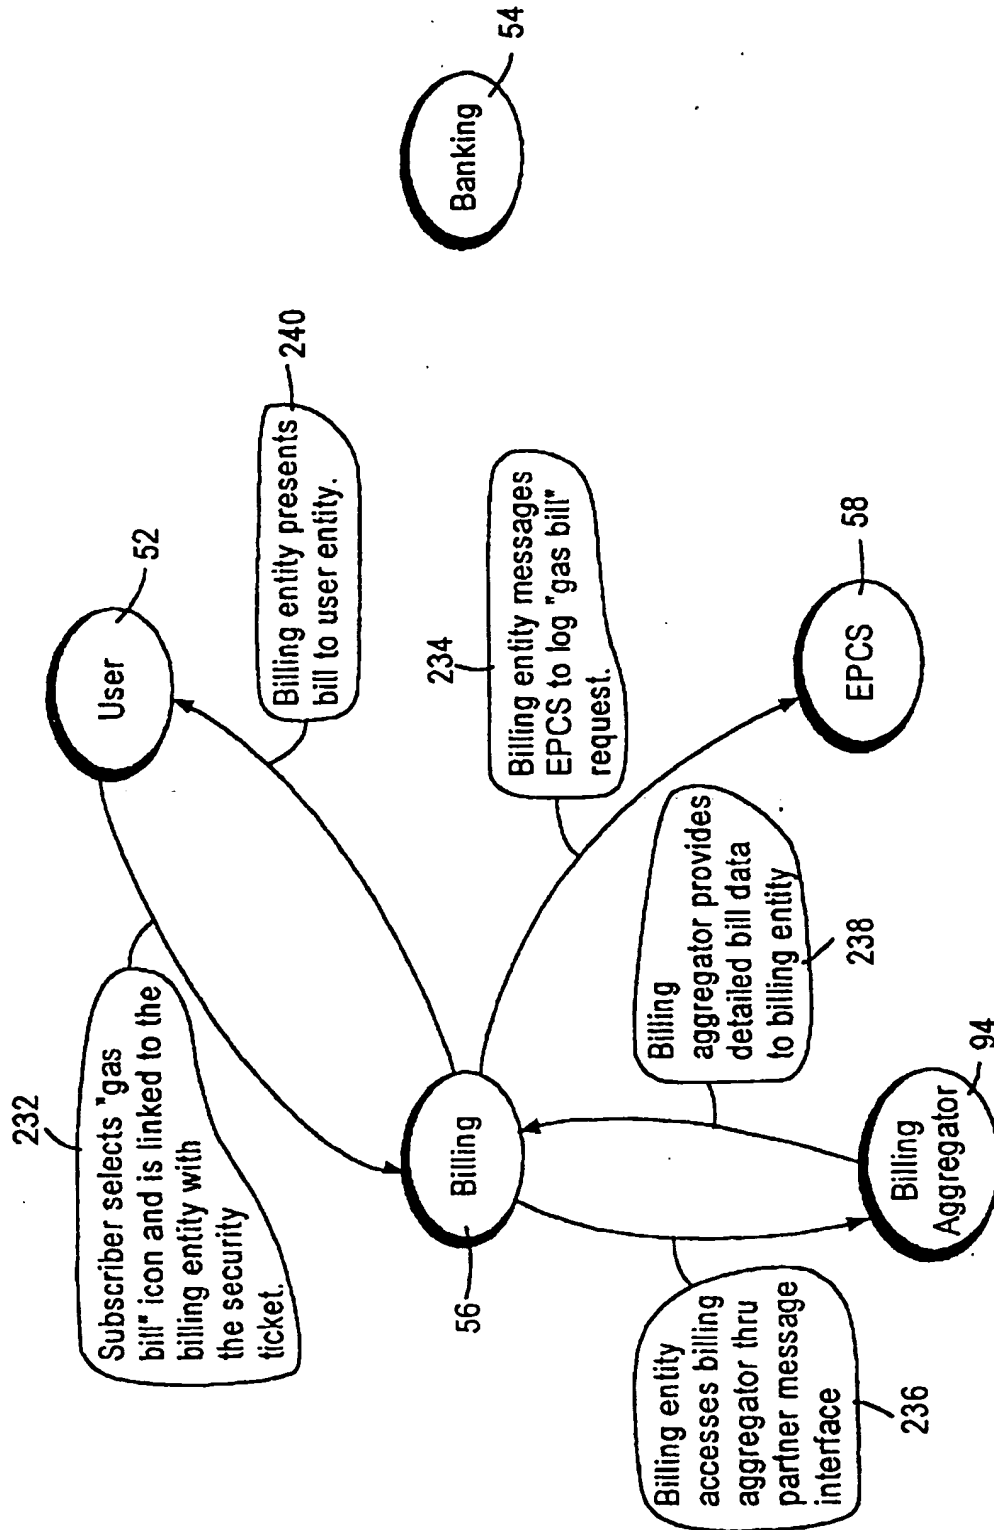 232
Subscriber selects "gas
bill" icon and is linked to the
billing entity with
the security
ticket.
User
52
Billing entity presents
bill to user entity.
240
Banking
54
Billing
56
234
Billing entity messages
EPCS to log "gas bill"
request.
EPCS
58
Billing entity
accesses billing
aggregator thru
partner message
interface
236
Billing
aggregator provides
detailed bill data
to billing entity
238
Billing
Aggregator
94